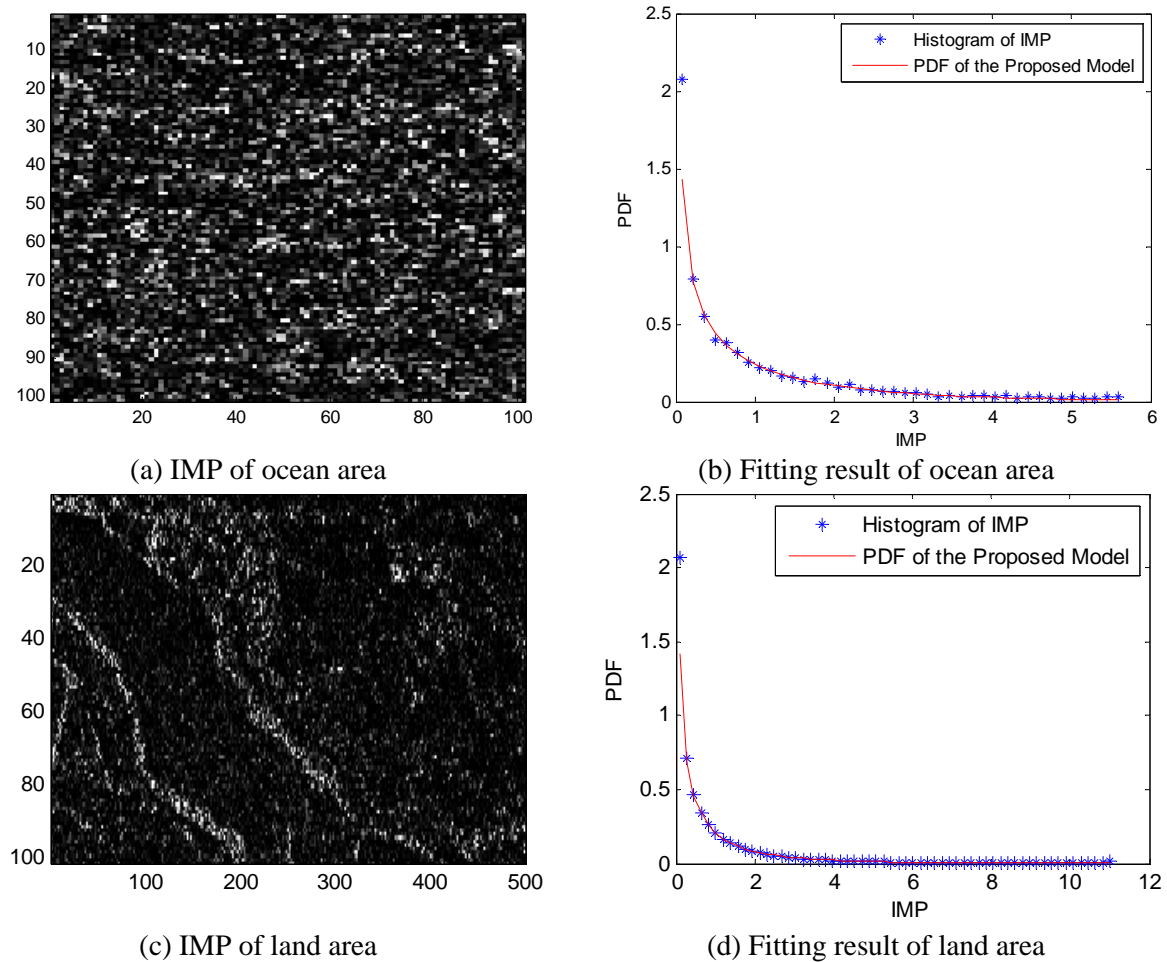 10
20
30
40
50
60
70
80
90
100
20 40 60 80 100
2.5
2
1.5
1
0.5
0
0 1 2 3 4 5 6
PDF
IMP
Histogram of IMP
PDF of the Proposed Model
(a) IMP of ocean area
(b) Fitting result of ocean area
20
40
60
80
100
100 200 300 400 500
2.5
2
1.5
1
0.5
0
0 2 4 6 8 10 12
PDF
IMP
Histogram of IMP
PDF of the Proposed Model
(c) IMP of land area
(d) Fitting result of land area